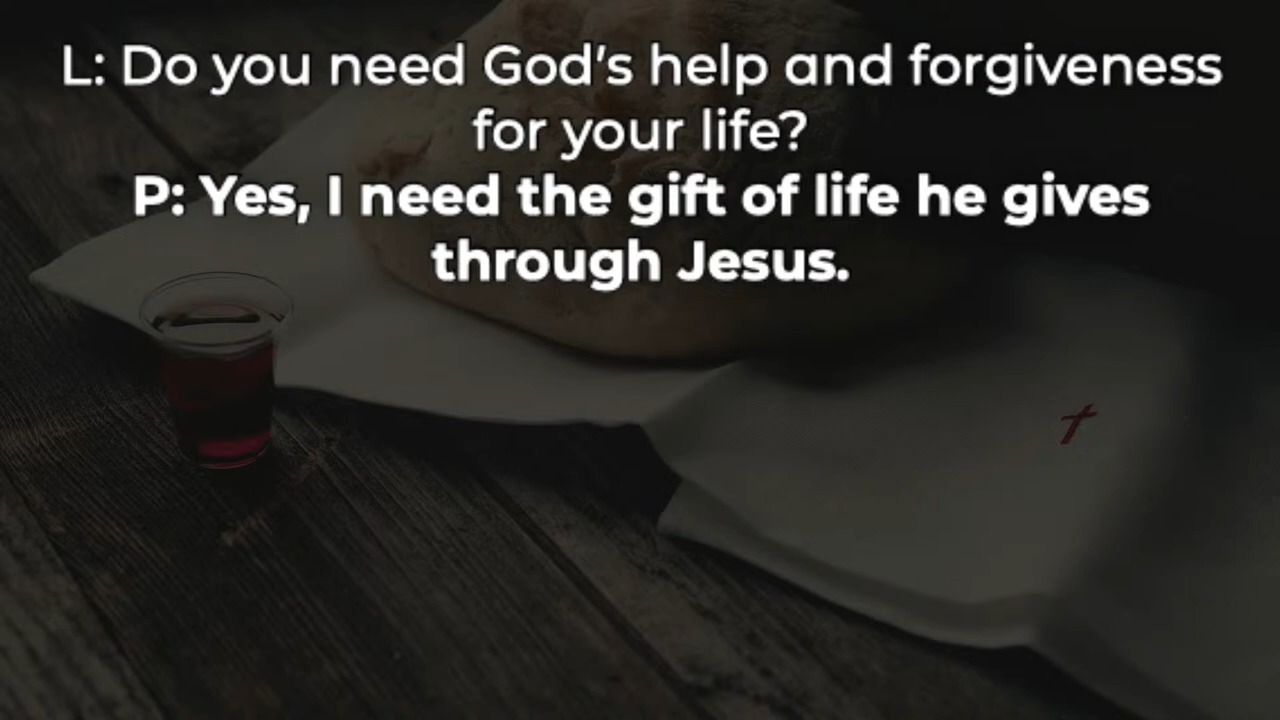 L: Do you need God's help and forgiveness
for your life?
P: Yes, I need the gift of life he gives
through Jesus.